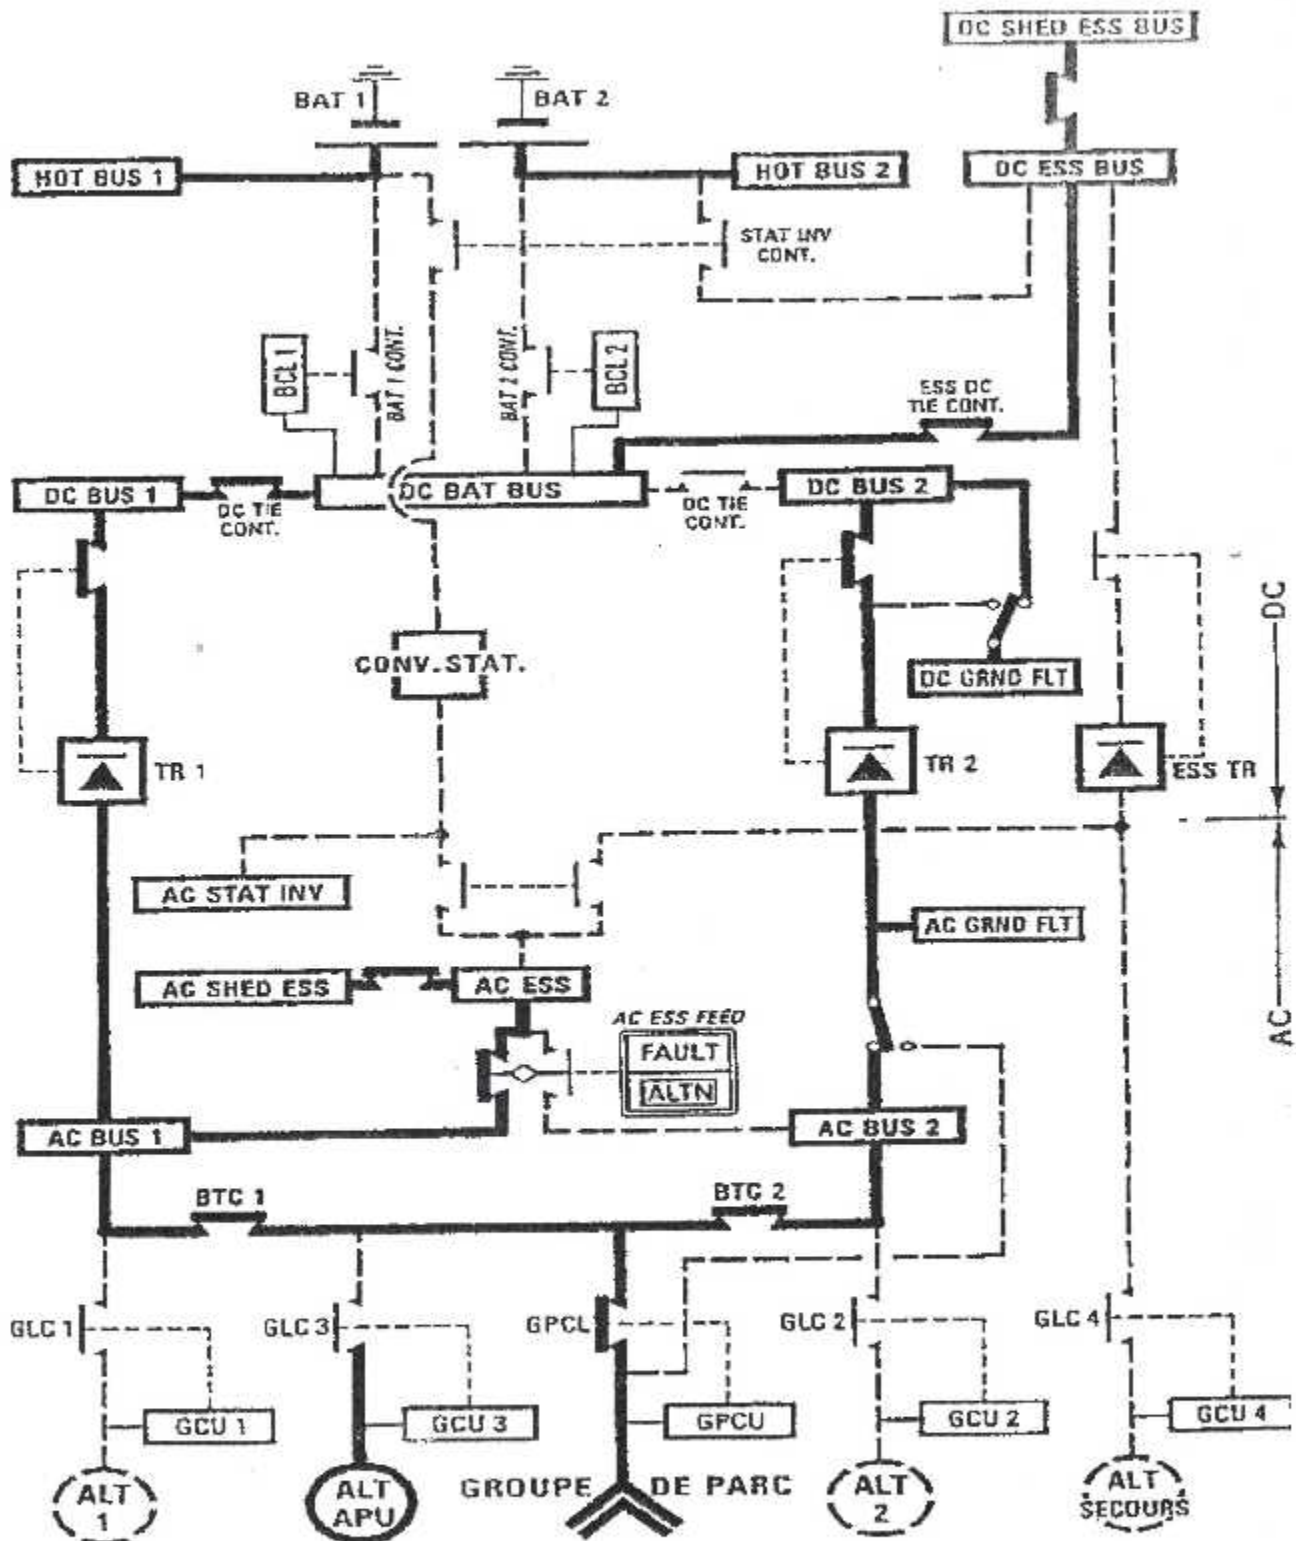 DC SHED ESS BUS
BAT 1
BAT 2
HOT BUS 1
HOT BUS 2
DC ESS BUS
STAT INV
CONT.
BCL 1
BAT 1 CONT.
BAT 2 CONT.
BCL 2
ESS DC
TIE CONT.
DC BUS 1
DC TIE
CONT.
DC BAT BUS
DC TIE
CONT.
DC BUS 2
DC
CONV. STAT.
DC GRND FLT
TR 1
TR 2
ESS TR
AC STAT INV
AC GRND FLT
AC SHED ESS
AC ESS
AC ESS FEED
FAULT
ALTN
AC
AC BUS 1
AC BUS 2
BTC 1
BTC 2
GLC 1
GLC 3
GPCL
GLC 2
GLC 4
GCU 1
GCU 3
GPCU
GCU 2
GCU 4
ALT
1
ALT
APU
GROUPE DE PARC
ALT
2
ALT
SECOURS